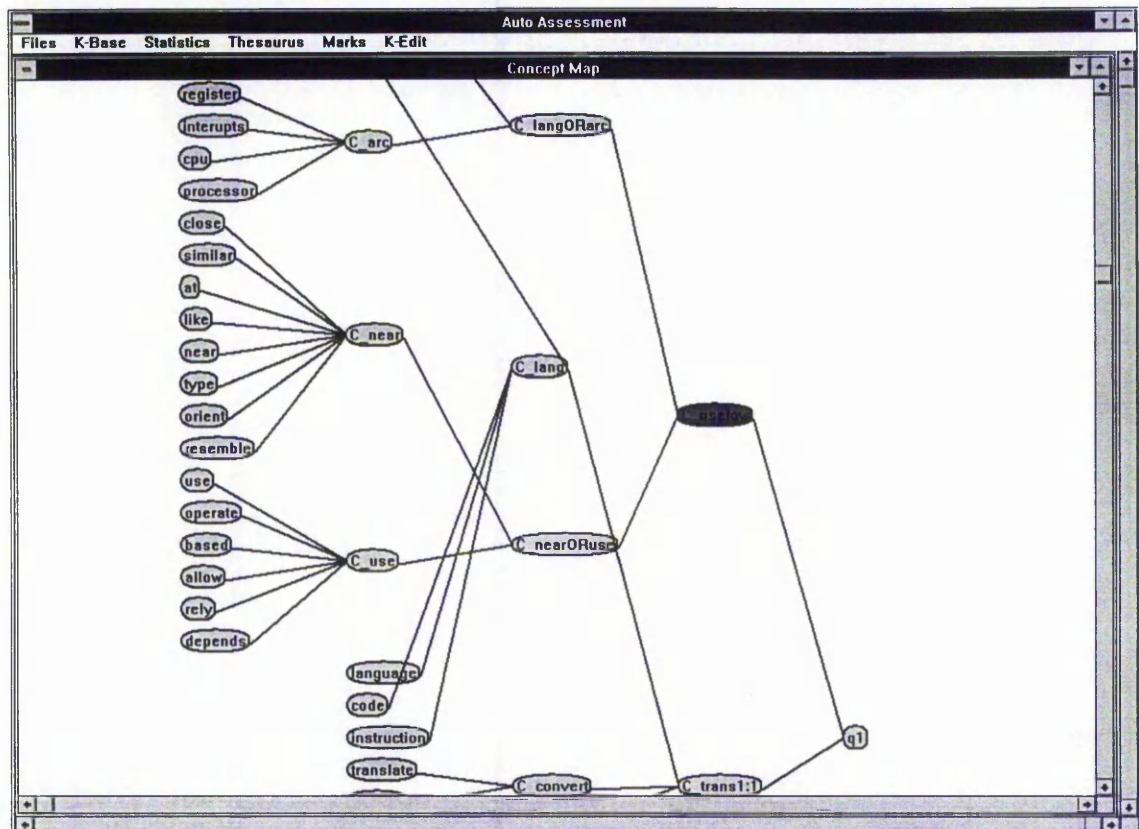 Auto Assessment
Files K-Base Statistics Thesaurus Marks K-Edit
Concept Map
register
interupts
cpu
processor
C_arc
C_langORarc
close
similar
at
like
near
type
orient
resemble
C_near
C_lang
C_uselow
use
operate
based
allow
rely
depends
C_use
C_nearORuse
language
code
instruction
translate
C_convert
C_trans1:1
q1